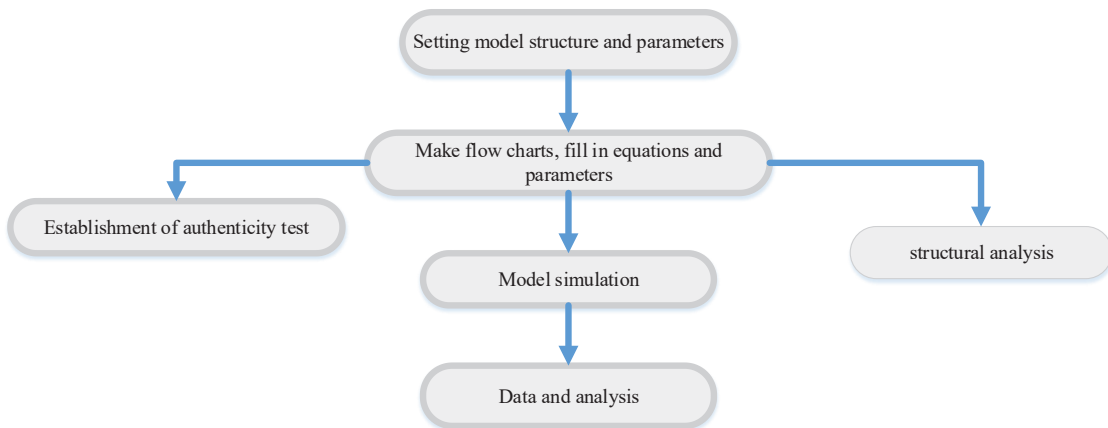 Setting model structure and parameters
Make flow charts, fill in equations and
parameters
Establishment of authenticity test
structural analysis
Model simulation
Data and analysis